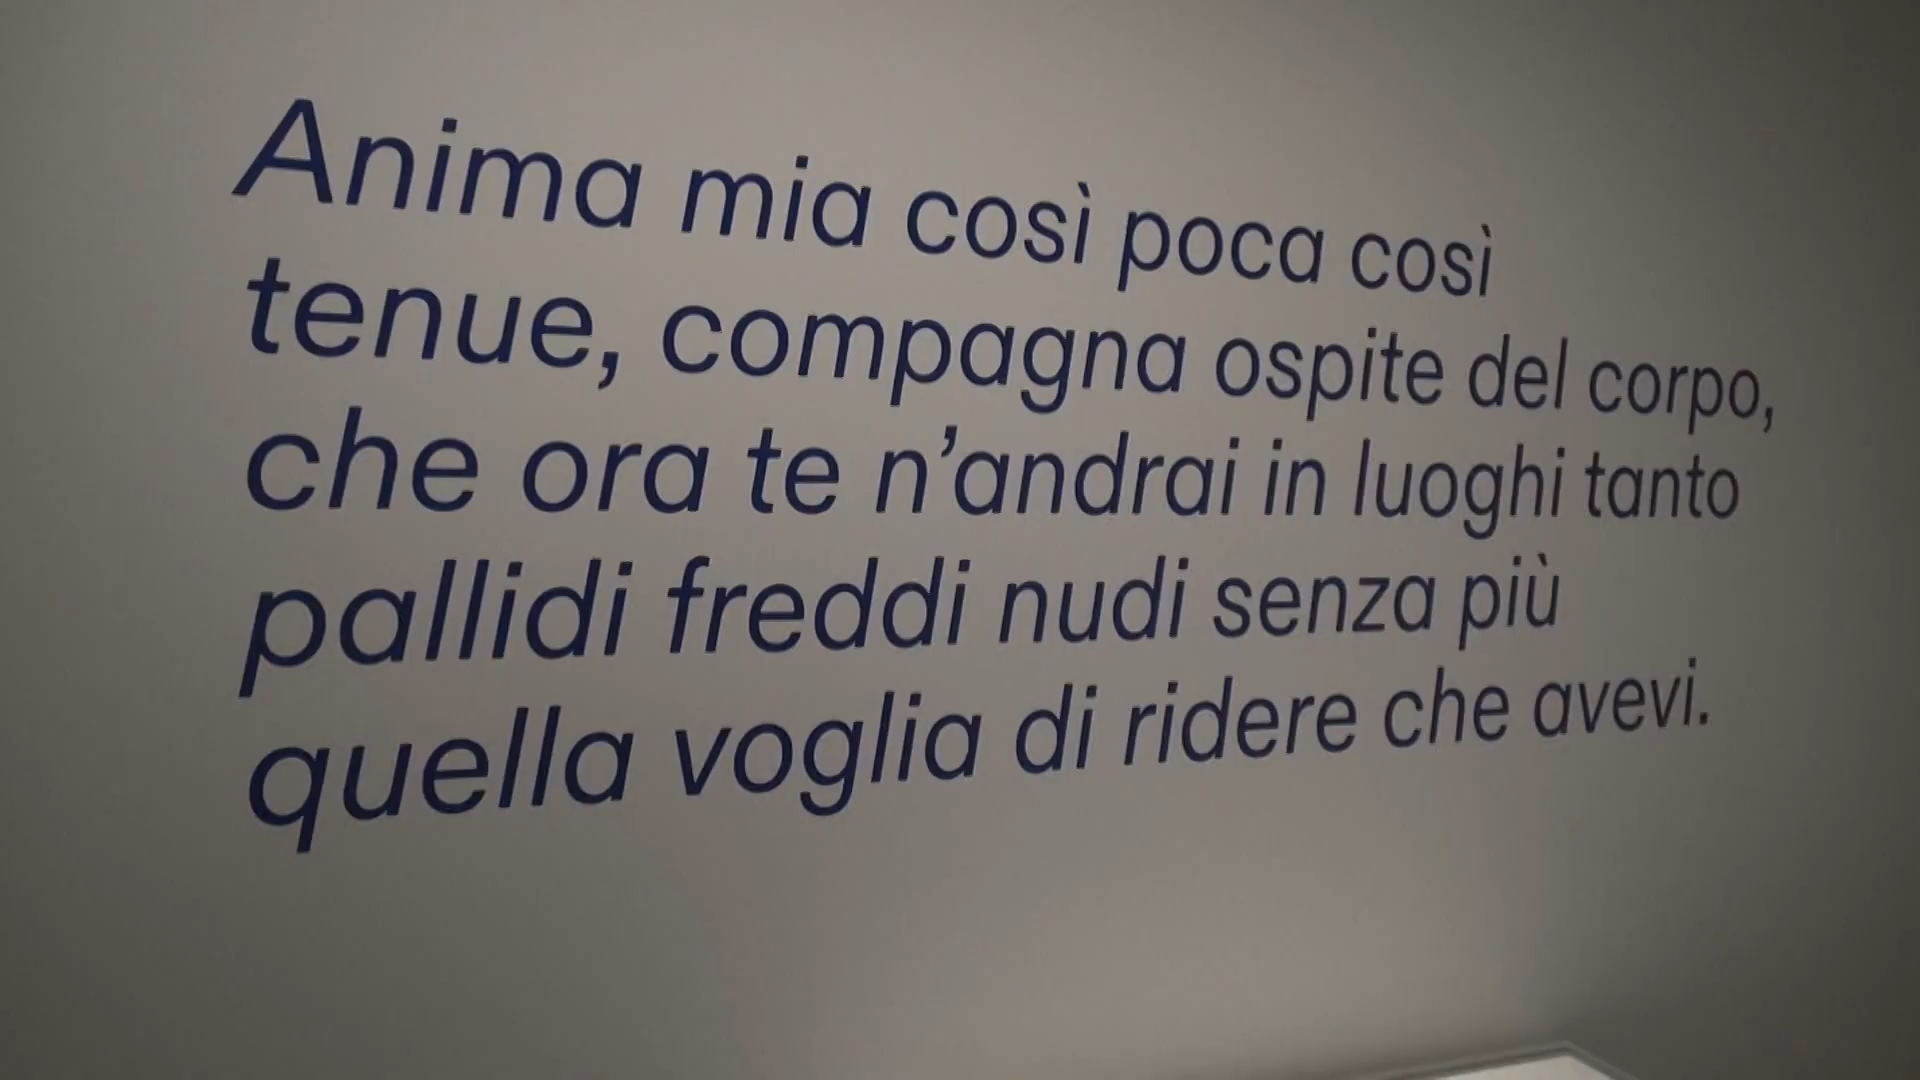 Anima mia così poca così
tenue, compagna ospite del corpo,
che ora te n’andrai in luoghi tanto
pallidi freddi nudi senza più
quella voglia di ridere che avevi.